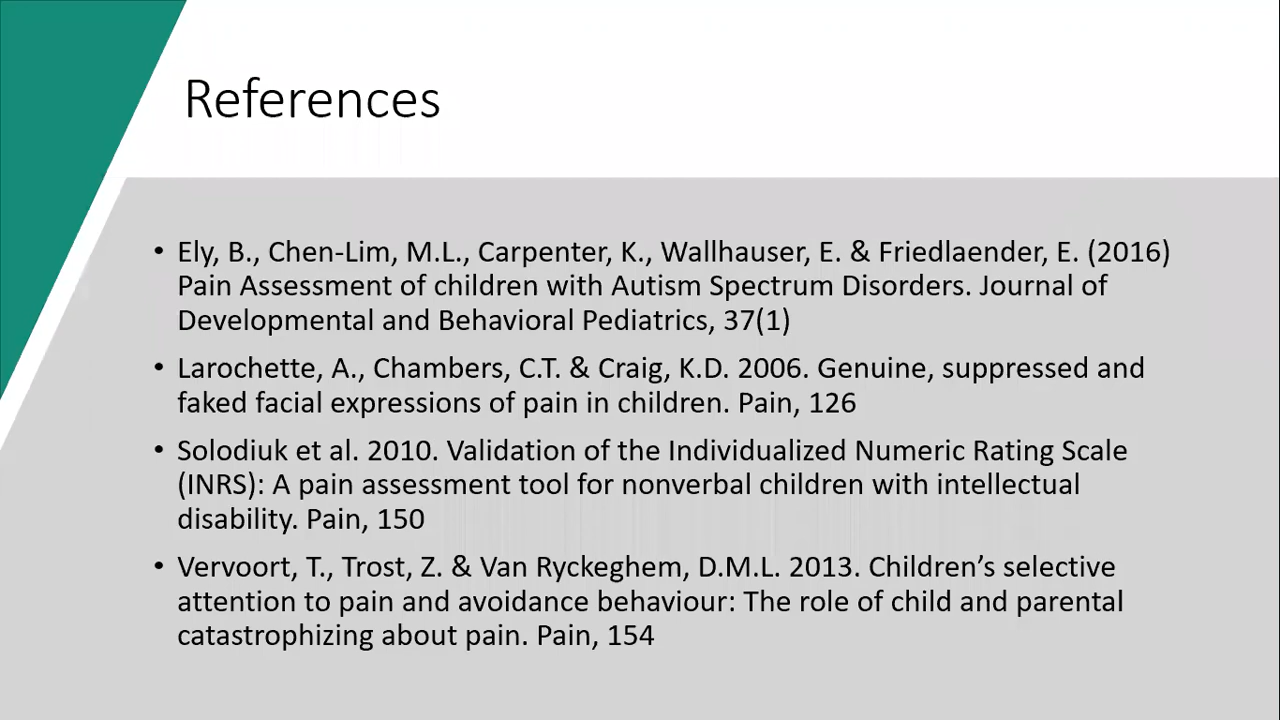 References
• Ely, B., Chen-Lim, M.L., Carpenter, K., Wallhauser, E. & Friedlaender, E. (2016)
Pain Assessment of children with Autism Spectrum Disorders. Journal of
Developmental and Behavioral Pediatrics, 37(1)
• Larochette, A., Chambers, C.T. & Craig, K.D. 2006. Genuine, suppressed and
faked facial expressions of pain in children. Pain, 126
• Solodiuk et al. 2010. Validation of the Individualized Numeric Rating Scale
(INRS): A pain assessment tool for nonverbal children with intellectual
disability. Pain, 150
• Vervoort, T., Trost, Z. & Van Ryckeghem, D.M.L. 2013. Children’s selective
attention to pain and avoidance behaviour: The role of child and parental
catastrophizing about pain. Pain, 154